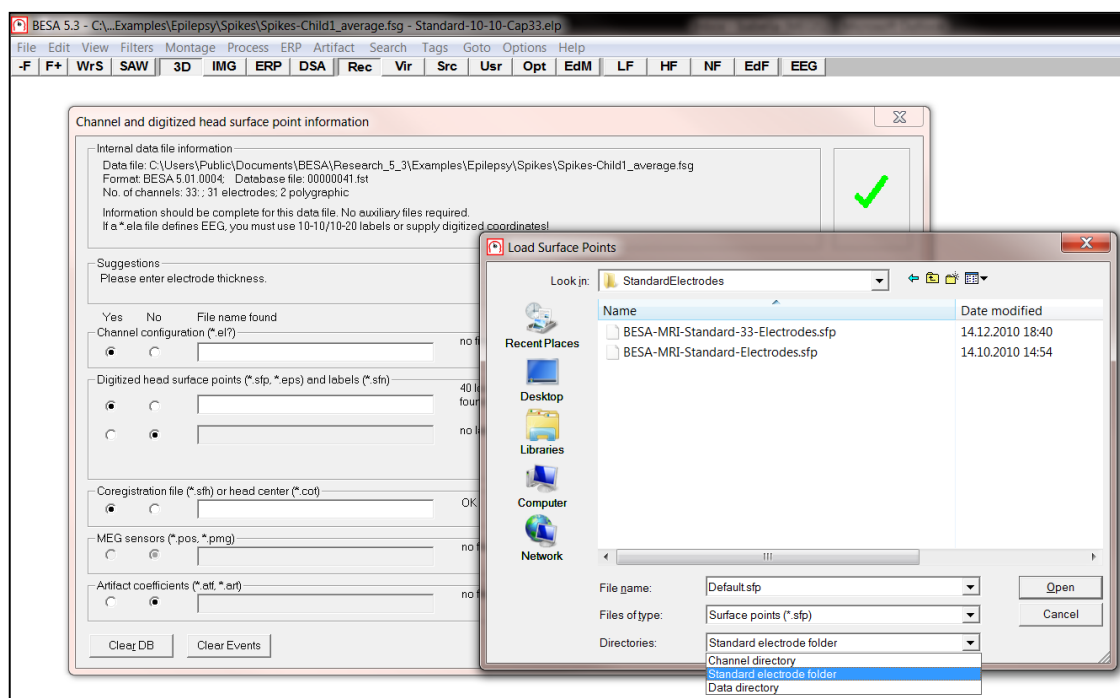 BESA 5.3 - C:\...Examples\Epilepsy\Spikes\Spikes-Child1_average.fsg - Standard-10-10-Cap33.elp
File Edit View Filters Montage Process ERP Artifact Search Tags Goto Options Help
-F F+ WrS SAW 3D IMG ERP DSA Rec Vir Src Usr Opt EdM LF HF NF EdF EEG
Channel and digitized head surface point information
Internal data file information
Data file: C:\Users\Public\Documents\BESA\Research_5_3\Examples\Epilepsy\Spikes\Spikes-Child1_average.fsg
Format: BESA 5.01.0004; Database file: 00000041.fst
No. of channels: 33: ; 31 electrodes; 2 polygraphic
Information should be complete for this data file. No auxiliary files required.
If a *.ela file defines EEG, you must use 10-10/10-20 labels or supply digitized coordinates!
Suggestions
Please enter electrode thickness.
Yes No File name found
Channel configuration (*.el?)
no f
Digitized head surface points (*.sfp, *.eps) and labels (*.sfn)
40 l
four
no l
Coregistration file (*.sfh) or head center (*.cot)
OK
MEG sensors (*.pos, *.pmg)
no f
Artifact coefficients (*.atf, *.art)
no f
Clear DB Clear Events
Load Surface Points
Look in: StandardElectrodes
Name Date modified
BESA-MRI-Standard-33-Electrodes.sfp 14.12.2010 18:40
BESA-MRI-Standard-Electrodes.sfp 14.10.2010 14:54
Recent Places
Desktop
Libraries
Computer
Network
File name: Default.sfp Open
Files of type: Surface points (*.sfp) Cancel
Directories: Standard electrode folder
Channel directory
Standard electrode folder
Data directory